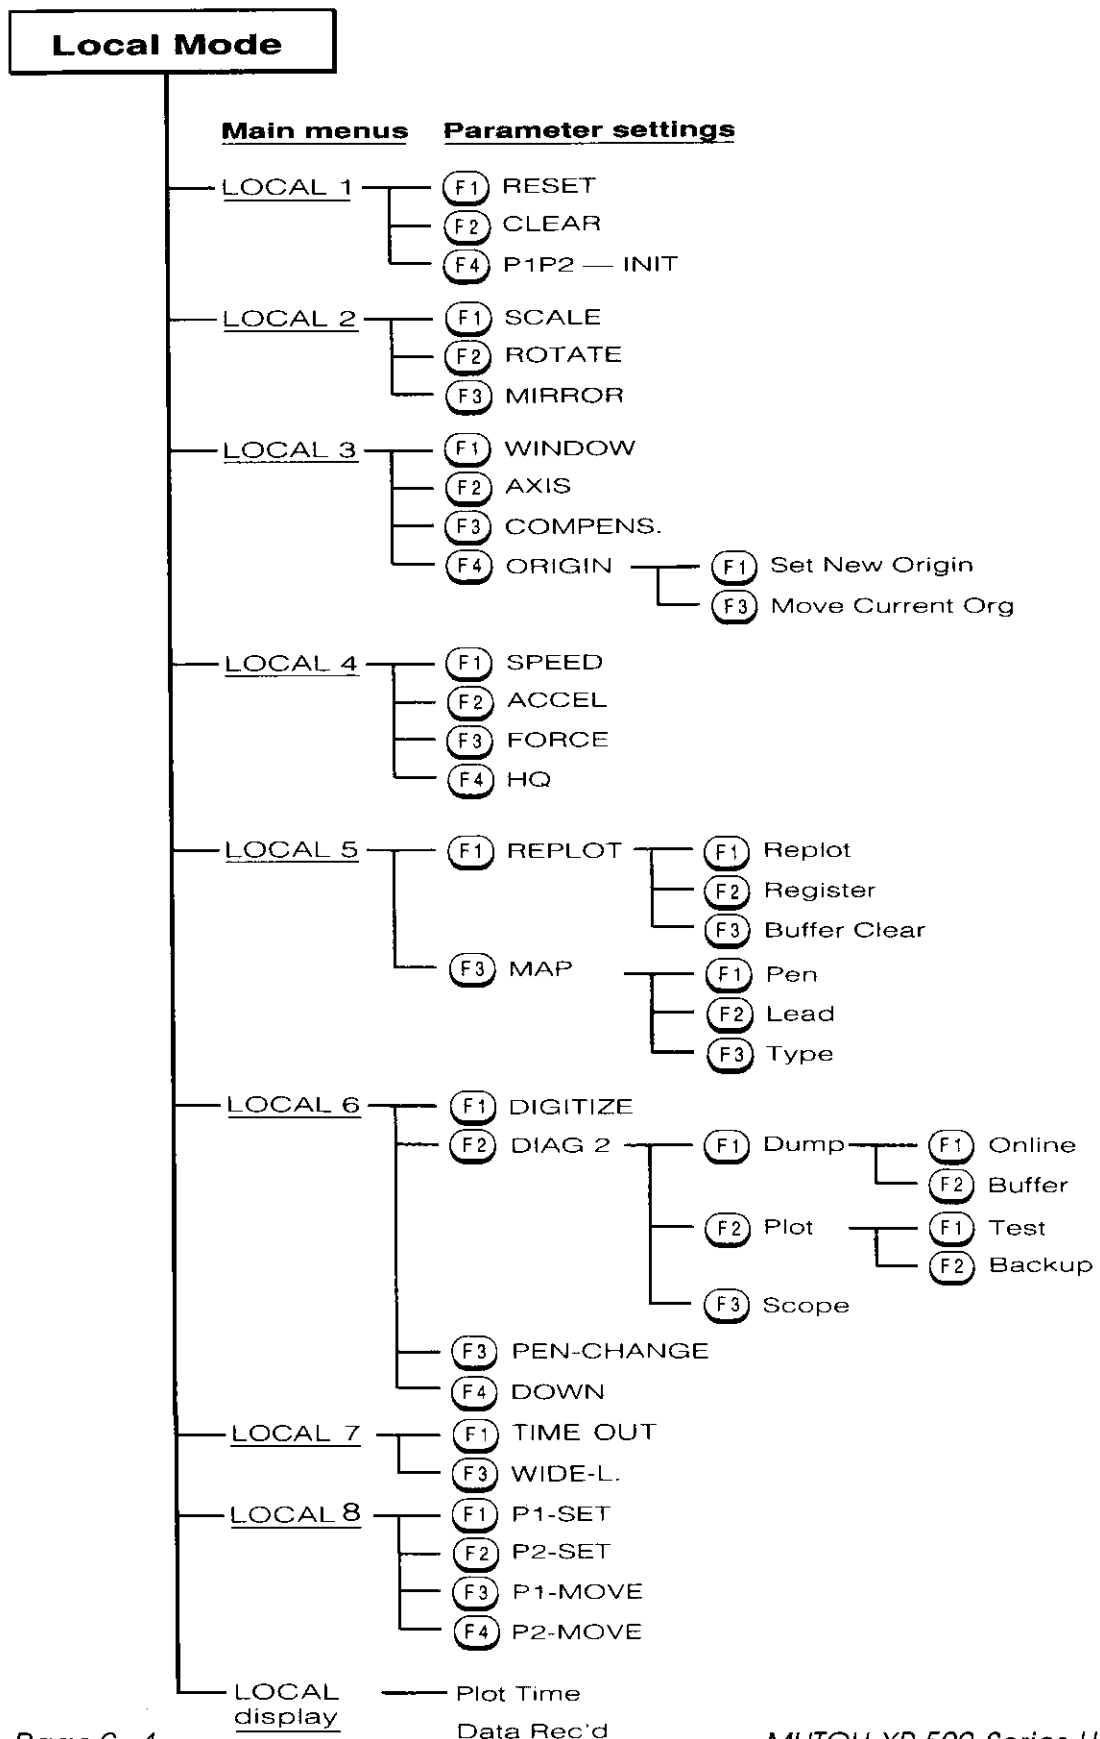 Local Mode
Main menus Parameter settings
LOCAL 1 F1 RESET
F2 CLEAR
F4 P1P2 — INIT
LOCAL 2 F1 SCALE
F2 ROTATE
F3 MIRROR
LOCAL 3 F1 WINDOW
F2 AXIS
F3 COMPENS.
F4 ORIGIN F1 Set New Origin
F3 Move Current Org
LOCAL 4 F1 SPEED
F2 ACCEL
F3 FORCE
F4 HQ
LOCAL 5 F1 REPLOT F1 Replot
F2 Register
F3 Buffer Clear
F3 MAP F1 Pen
F2 Lead
F3 Type
LOCAL 6 F1 DIGITIZE
F2 DIAG 2 F1 Dump F1 Online
F2 Buffer
F2 Plot F1 Test
F2 Backup
F3 Scope
F3 PEN-CHANGE
F4 DOWN
LOCAL 7 F1 TIME OUT
F3 WIDE-L.
LOCAL 8 F1 P1-SET
F2 P2-SET
F3 P1-MOVE
F4 P2-MOVE
LOCAL Plot Time
display Data Rec'd